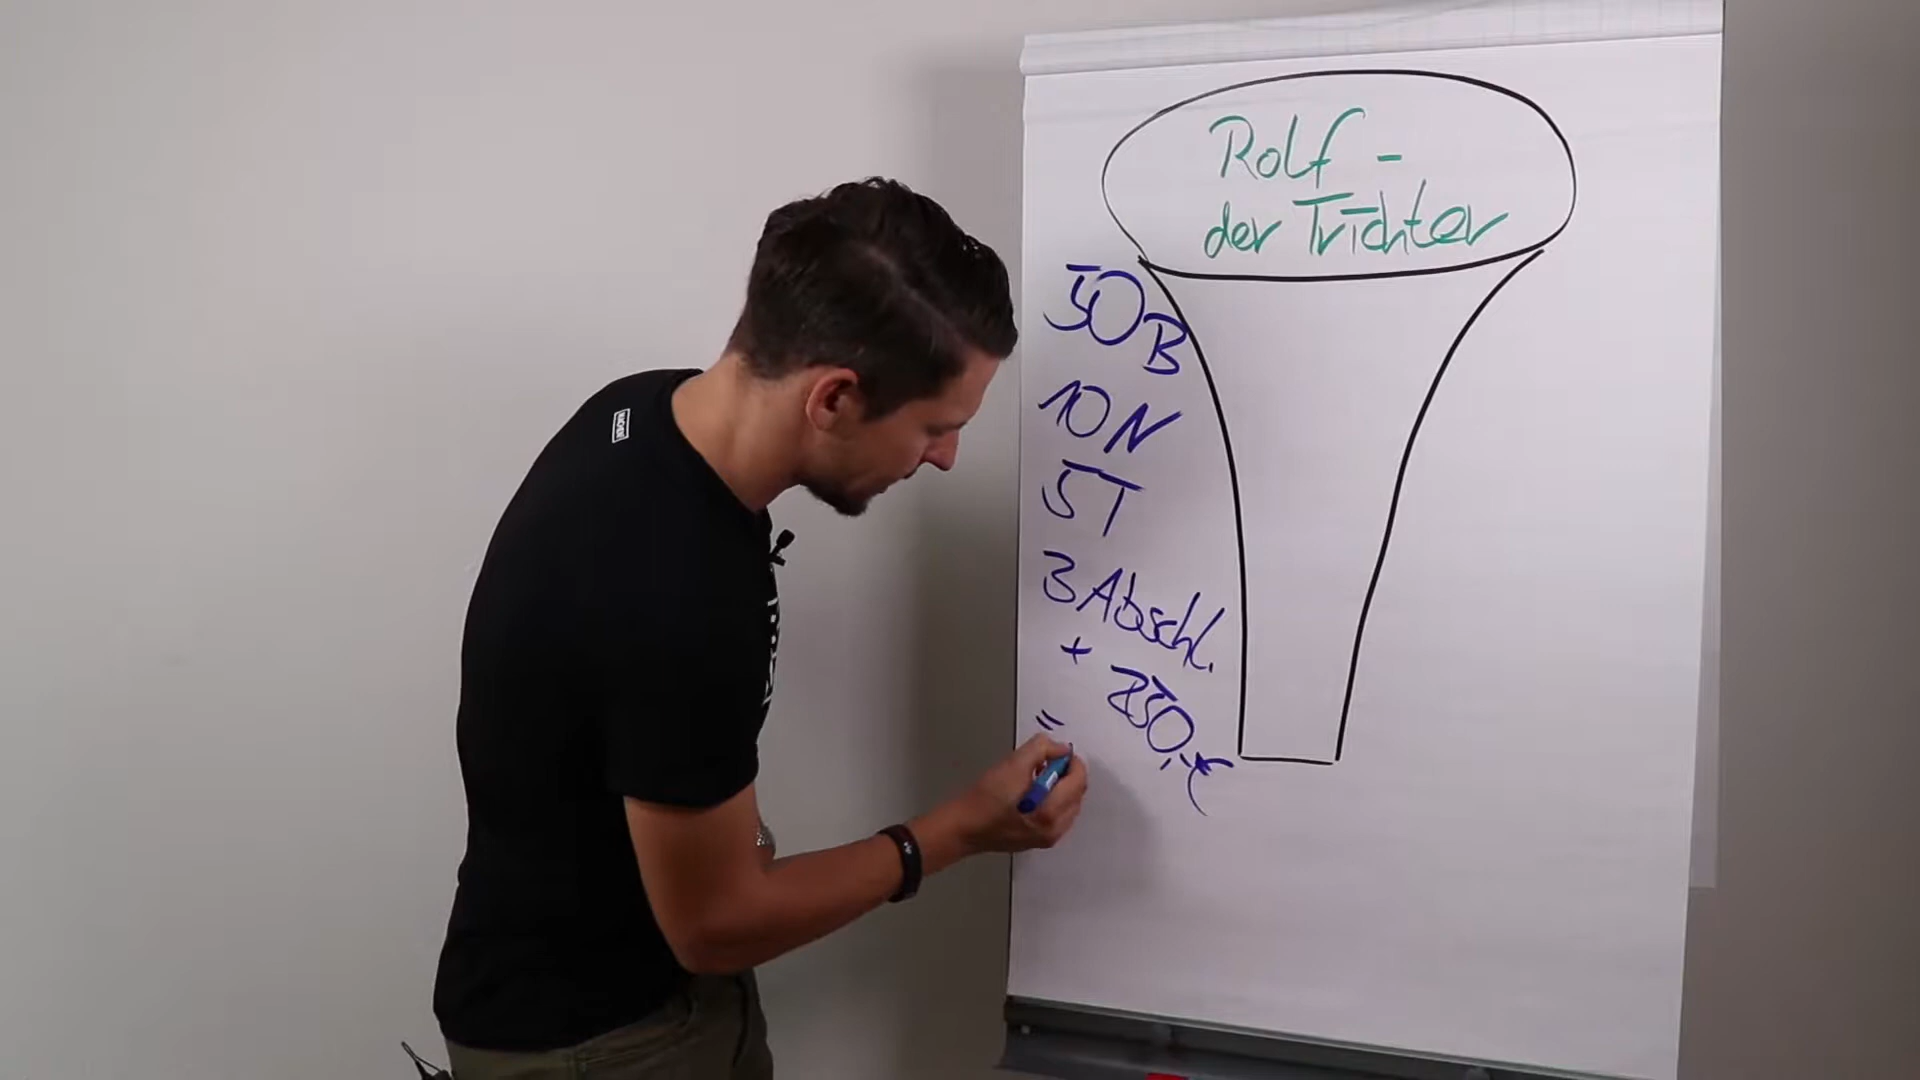 Rolf -
der Trichter
50 B
10 N
5 T
3 Abschl.
+ 250,-€
=